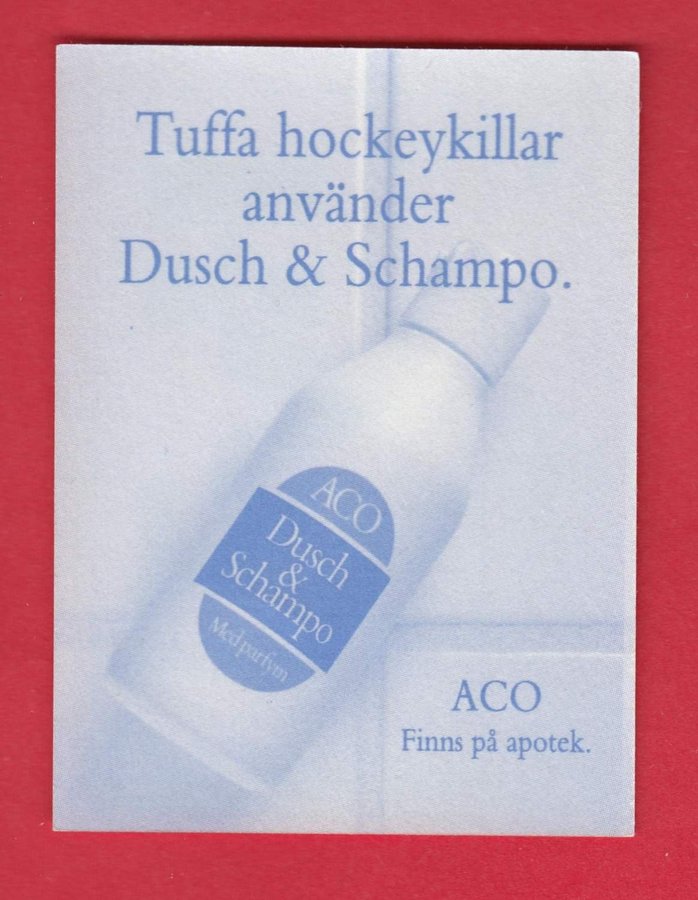 Tuffa hockeykillar
använder
Dusch & Schampo.
ACO
Dusch
&
Schampo
Med parfym
ACO
Finns på apotek.